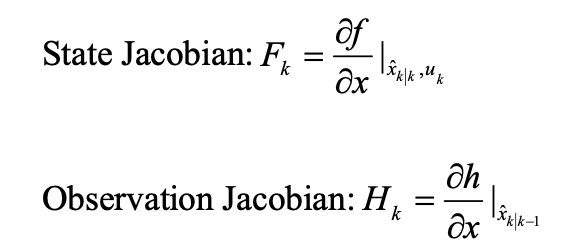 State Jacobian: F_k = ∂f/∂x |_{x̂_{k|k}, u_k}
Observation Jacobian: H_k = ∂h/∂x |_{x̂_{k|k−1}}